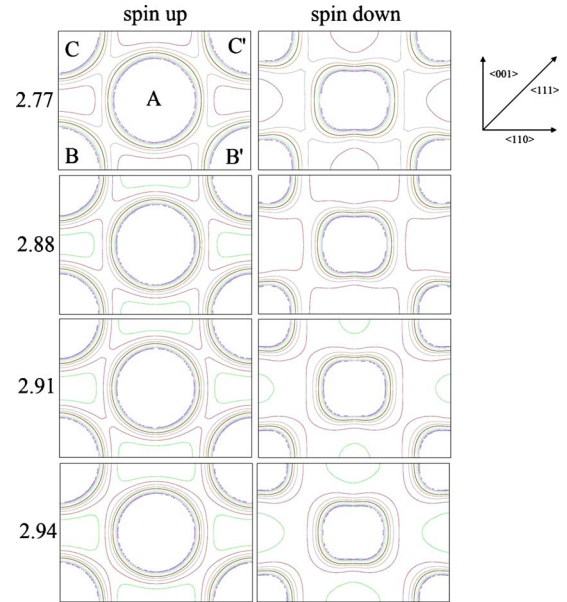 spin up spin down
C C'
A
B B'
2.77
<001>
<111>
<110>
2.88
2.91
2.94